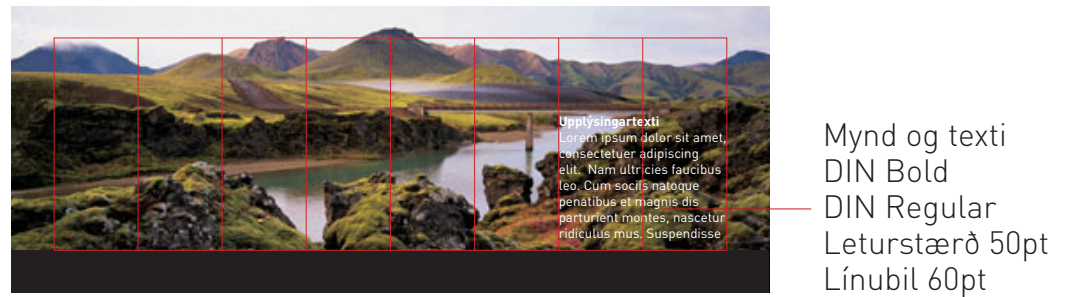 Upplýsingartexti
Lorem ipsum dolor sit amet,
consectetuer adipiscing
elit.  Nam ultricies faucibus
leo. Cum sociis natoque
penatibus et magnis dis
parturient montes, nascetur
ridiculus mus. Suspendisse
Mynd og texti
DIN Bold
DIN Regular
Leturstærð 50pt
Línubil 60pt